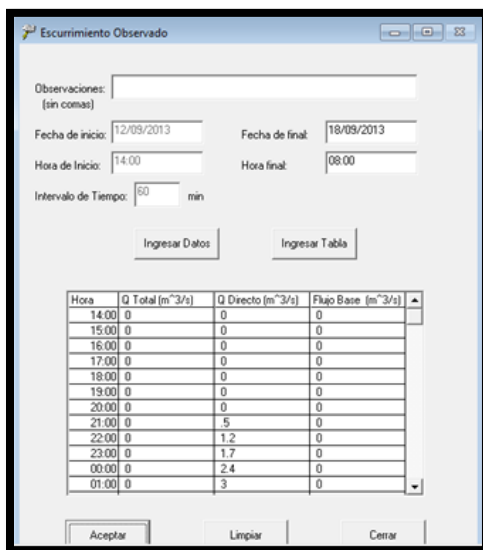 Escurrimiento Observado
Observaciones:
(sin comas)
Fecha de inicio: 12/09/2013 Fecha de final: 18/09/2013
Hora de Inicio: 14:00 Hora final: 08:00
Intervalo de Tiempo: 60 min
Ingresar Datos Ingresar Tabla
Hora Q Total (m^3/s) Q Directo (m^3/s) Flujo Base (m^3/s)
14:00 0 0 0
15:00 0 0 0
16:00 0 0 0
17:00 0 0 0
18:00 0 0 0
19:00 0 0 0
20:00 0 0 0
21:00 0 .5 0
22:00 0 1.2 0
23:00 0 1.7 0
00:00 0 2.4 0
01:00 0 3 0
Aceptar Limpiar Cerrar